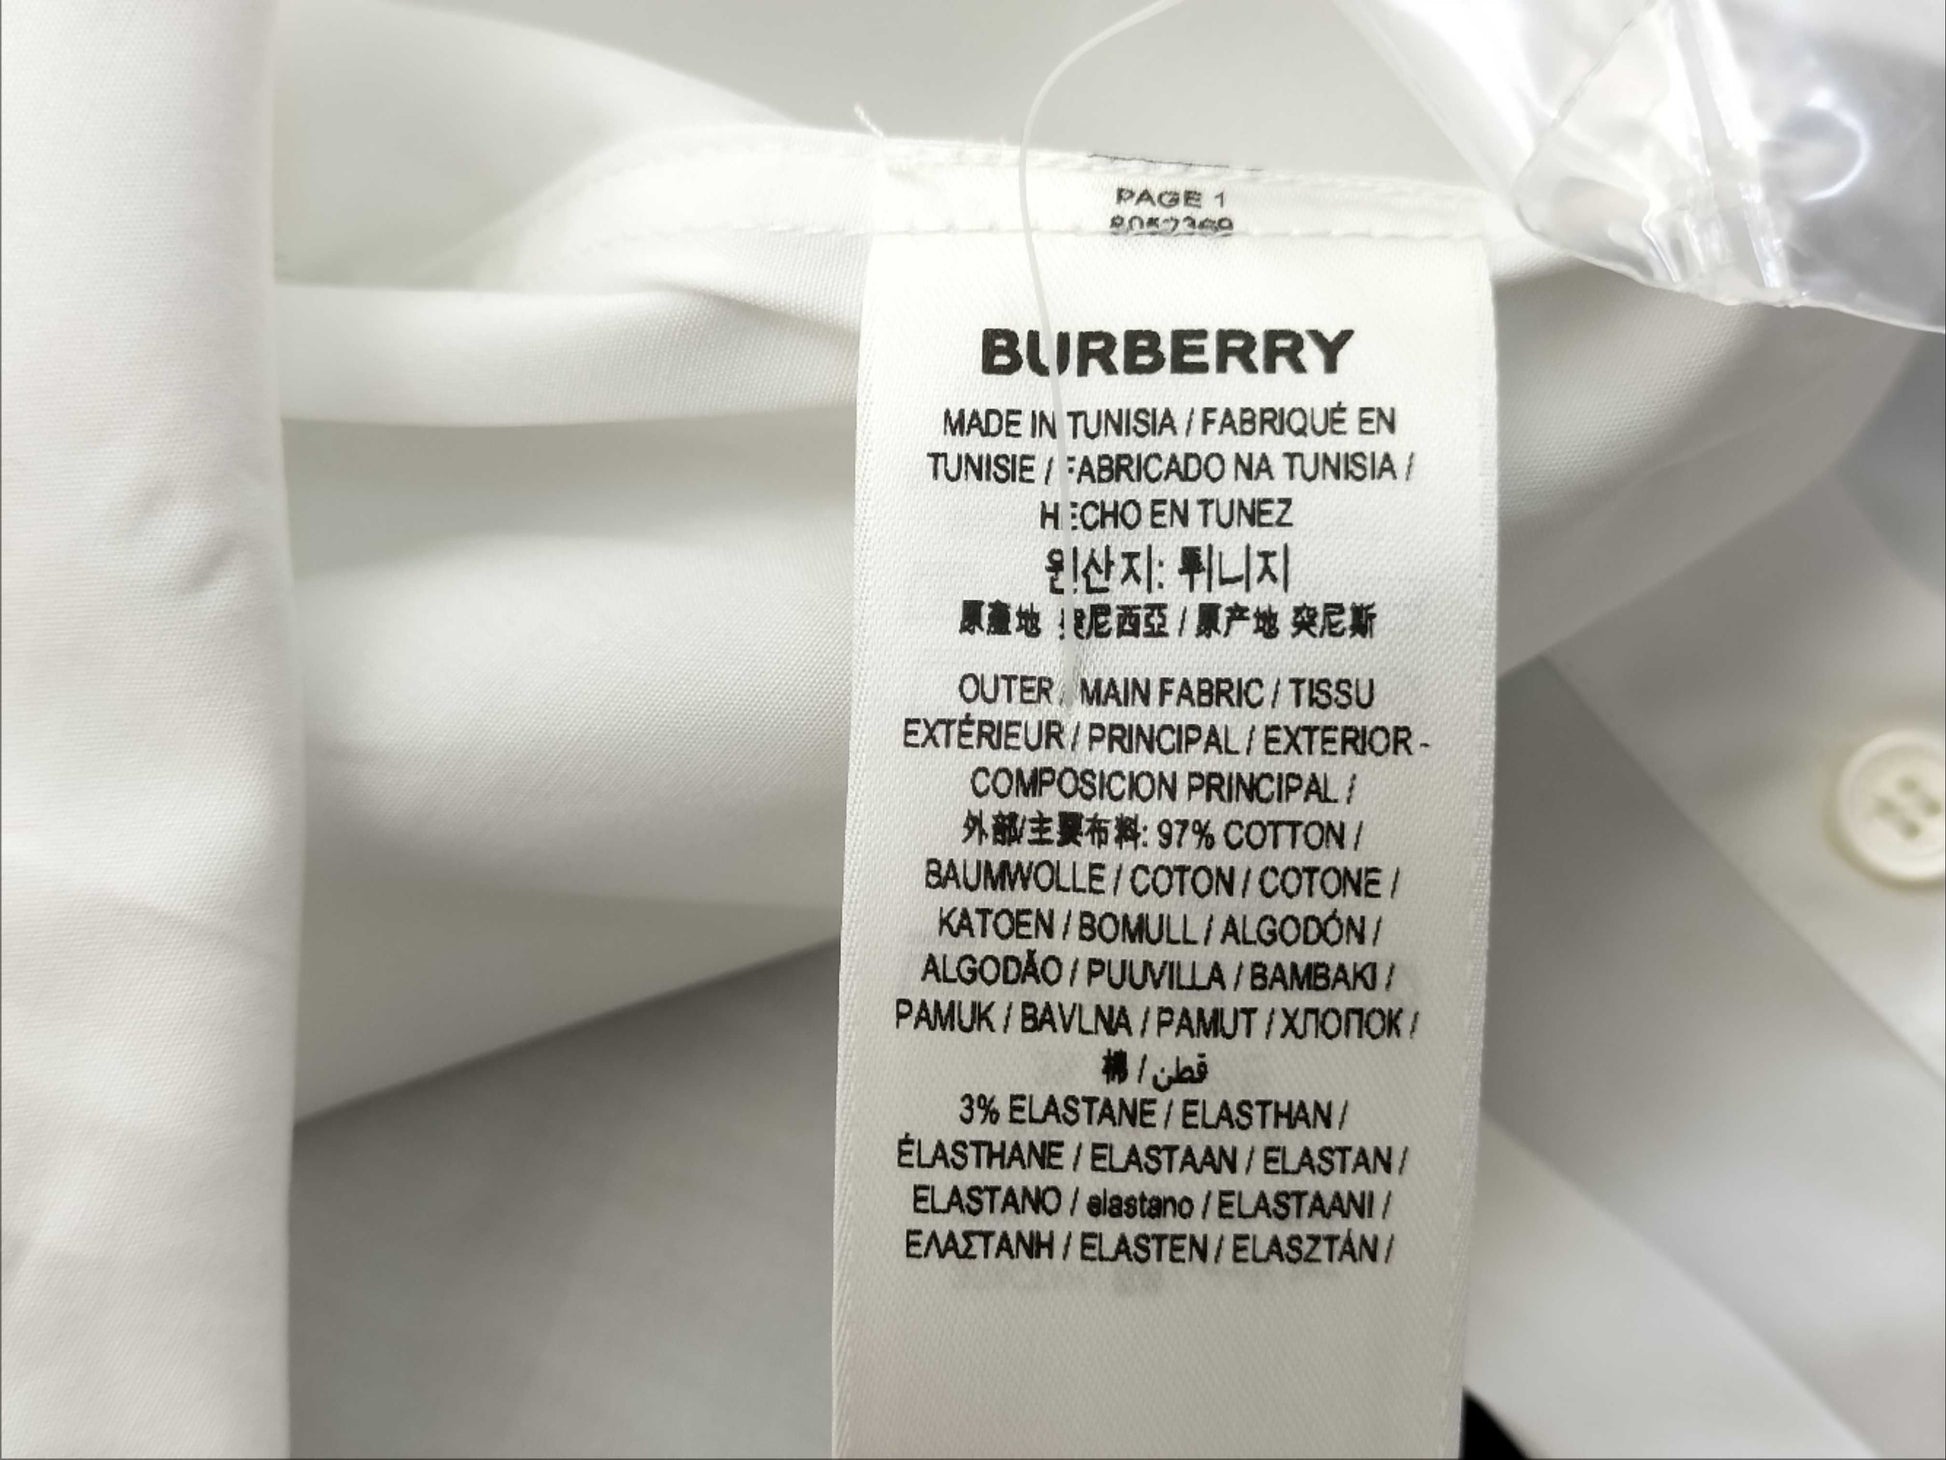 PAGE 1
8052369
BURBERRY
MADE IN TUNISIA / FABRIQUÉ EN
TUNISIE / FABRICADO NA TUNISIA /
HECHO EN TUNEZ
원산지: 튀니지
原產地 突尼西亞 / 原产地 突尼斯
OUTER / MAIN FABRIC / TISSU
EXTÉRIEUR / PRINCIPAL / EXTERIOR -
COMPOSICION PRINCIPAL /
外部/主要布料: 97% COTTON /
BAUMWOLLE / COTON / COTONE /
KATOEN / BOMULL / ALGODÓN /
ALGODÃO / PUUVILLA / BAMBAKI /
PAMUK / BAVLNA / PAMUT / ХЛОПОК /
棉 / قطن
3% ELASTANE / ELASTHAN /
ÉLASTHANE / ELASTAAN / ELASTAN /
ELASTANO / elastano / ELASTAANI /
ΕΛΑΣΤΑΝΗ / ELASTEN / ELASZTÁN /